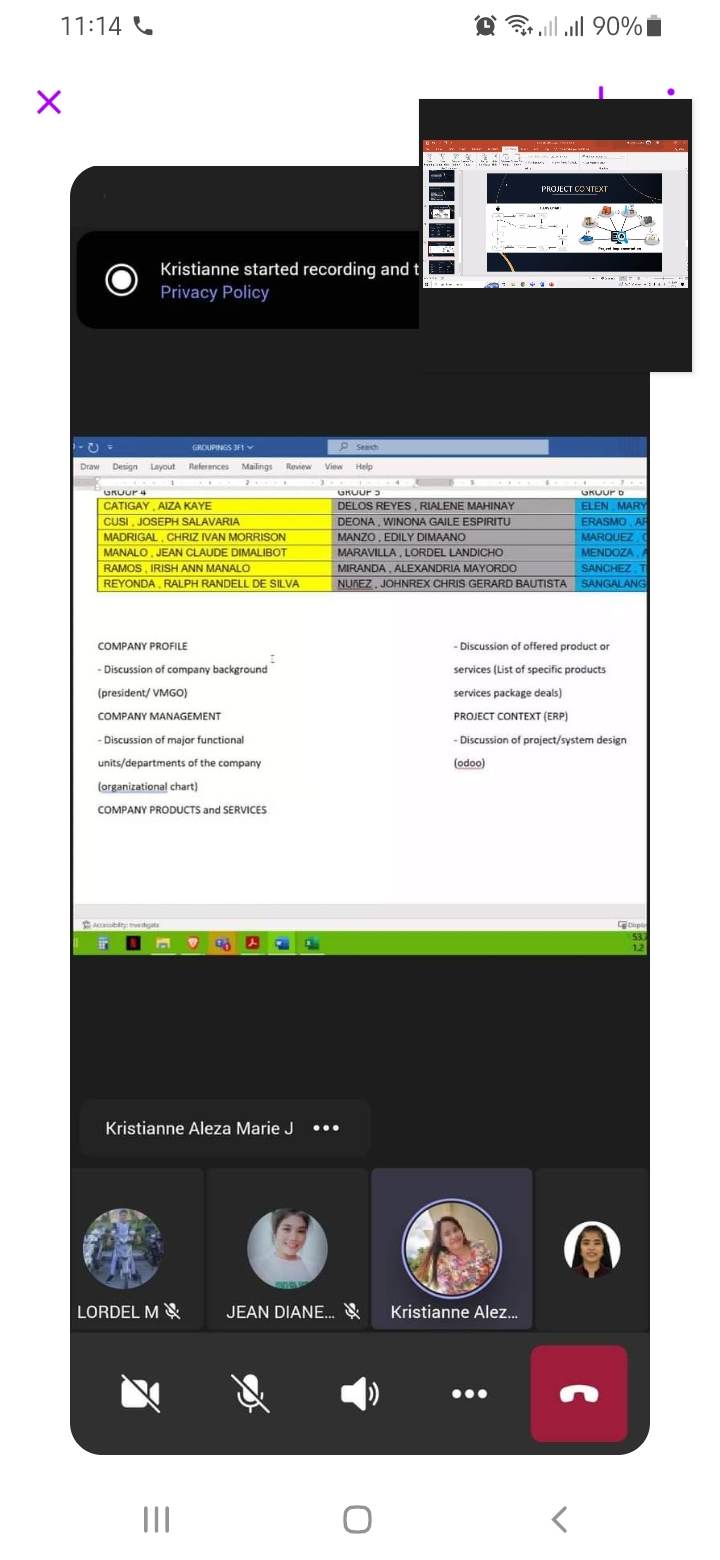 11:14
90%
PROJECT CONTEXT
Project Implementation
Kristianne started recording and t
Privacy Policy
GROUPINGS 3F1
Search
Draw Design Layout References Mailings Review View Help
GROUP 4 GROUP 5 GROUP 6
CATIGAY , AIZA KAYE DELOS REYES , RIALENE MAHINAY ELEN , MARY
CUSI , JOSEPH SALAVARIA DEONA , WINONA GAILE ESPIRITU ERASMO , AR
MADRIGAL , CHRIZ IVAN MORRISON MANZO , EDILY DIMAANO MARQUEZ ,
MANALO , JEAN CLAUDE DIMALIBOT MARAVILLA , LORDEL LANDICHO MENDOZA , A
RAMOS , IRISH ANN MANALO MIRANDA , ALEXANDRIA MAYORDO SANCHEZ , T
REYONDA , RALPH RANDELL DE SILVA NUÑEZ , JOHNREX CHRIS GERARD BAUTISTA SANGALANG
COMPANY PROFILE
- Discussion of company background
(president/ VMGO)
COMPANY MANAGEMENT
- Discussion of major functional
units/departments of the company
(organizational chart)
COMPANY PRODUCTS and SERVICES
- Discussion of offered product or
services (List of specific products
services package deals)
PROJECT CONTEXT (ERP)
- Discussion of project/system design
(odoo)
Accessibility: Investigate
Kristianne Aleza Marie J
LORDEL M
JEAN DIANE...
Kristianne Alez...